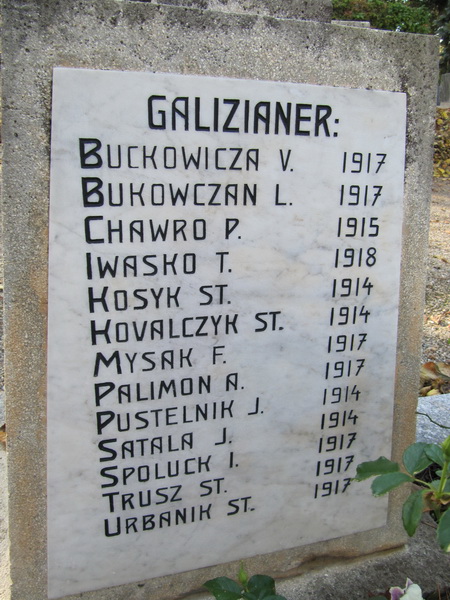 GALIZIANER:
BUCKOWICZA V. 1917
BUKOWCZAN L. 1917
CHAWRO P. 1915
IWASKO T. 1918
KOSYK ST. 1914
KOVALCZYK ST. 1914
MYSAK F. 1917
PALIMON A. 1917
PUSTELNIK J. 1914
SATALA J. 1914
SPOLUCK I. 1917
TRUSZ ST. 1917
URBANIK ST. 1917